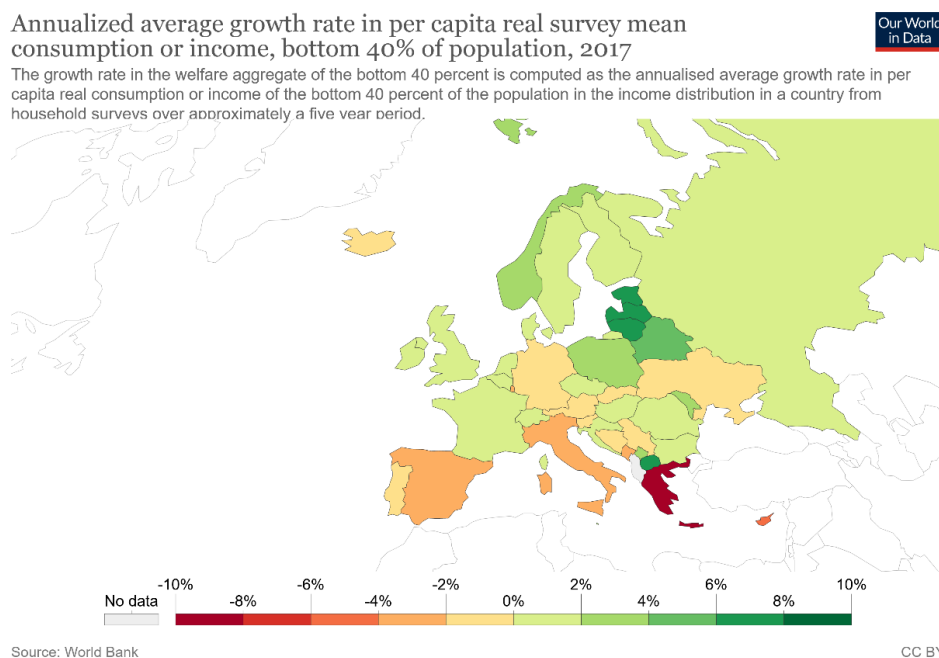 Annualized average growth rate in per capita real survey mean
consumption or income, bottom 40% of population, 2017
Our World
in Data
The growth rate in the welfare aggregate of the bottom 40 percent is computed as the annualised average growth rate in per
capita real consumption or income of the bottom 40 percent of the population in the income distribution in a country from
household surveys over approximately a five year period.
-10% -6% -2% 2% 6% 10%
No data -8% -4% 0% 4% 8%
Source: World Bank CC BY